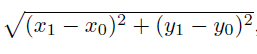 √(x₁ − x₀)² + (y₁ − y₀)².